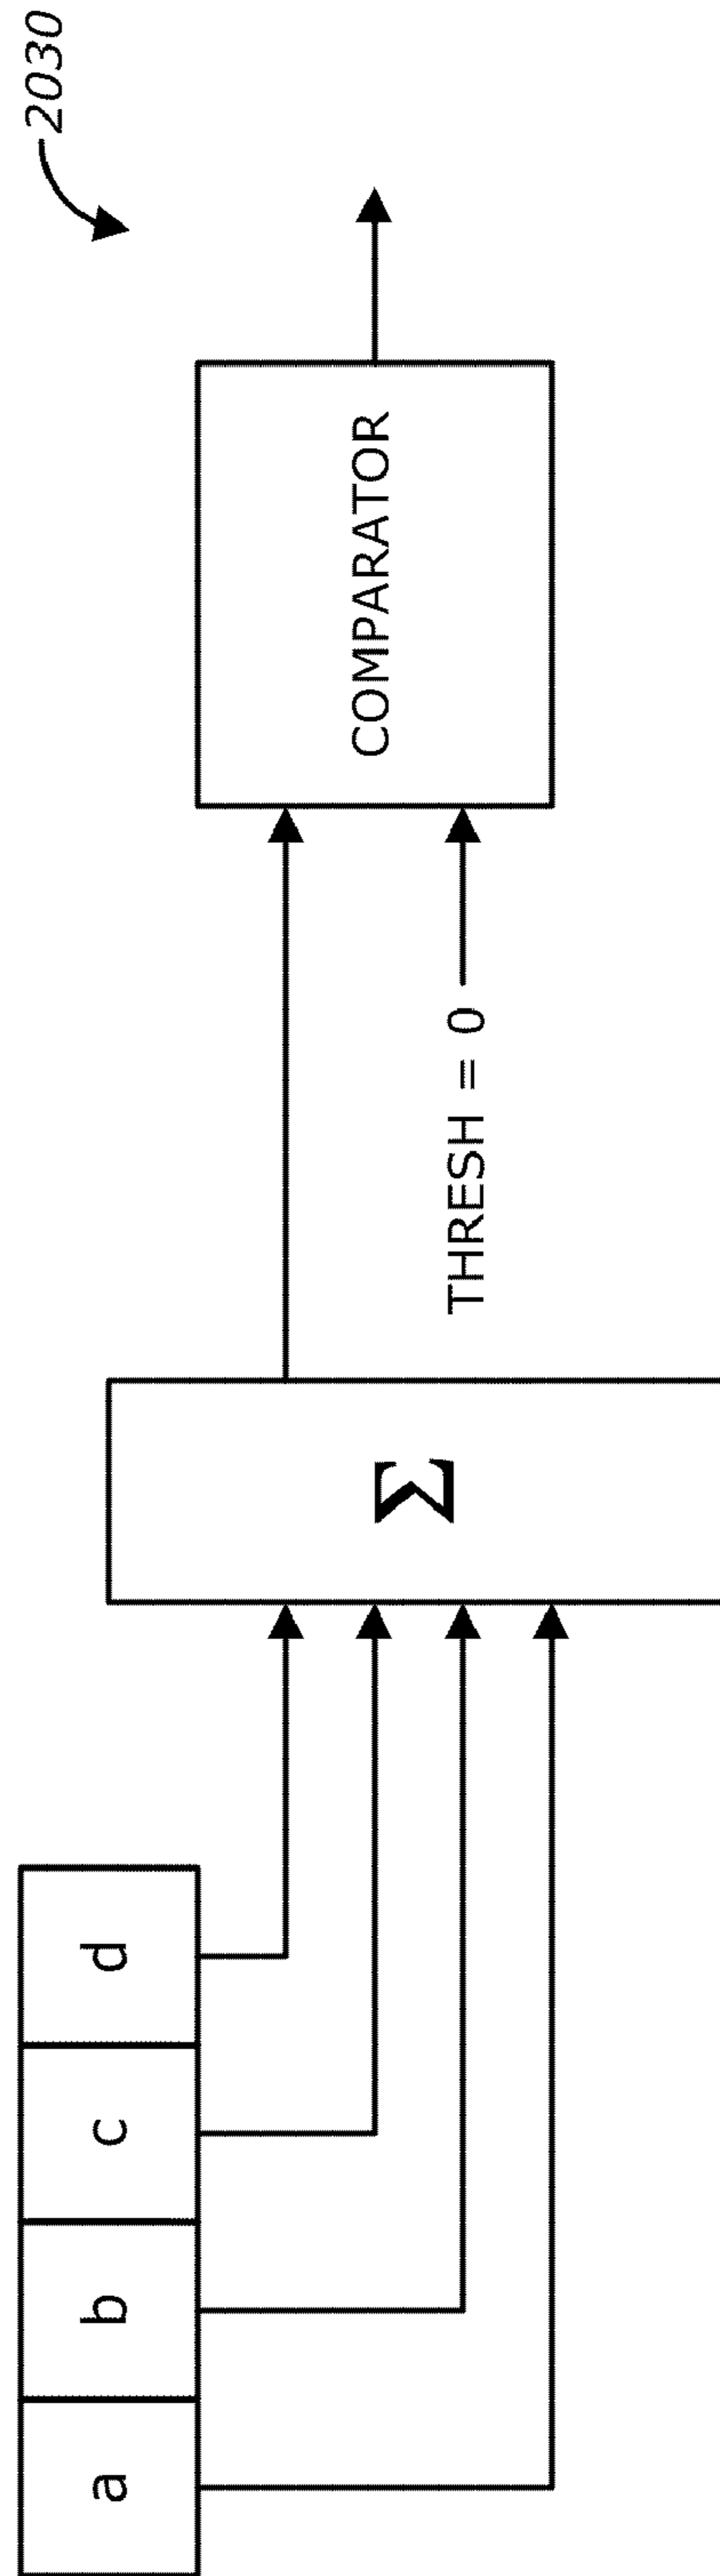 2030
a
b
c
d
Σ
THRESH = 0
COMPARATOR